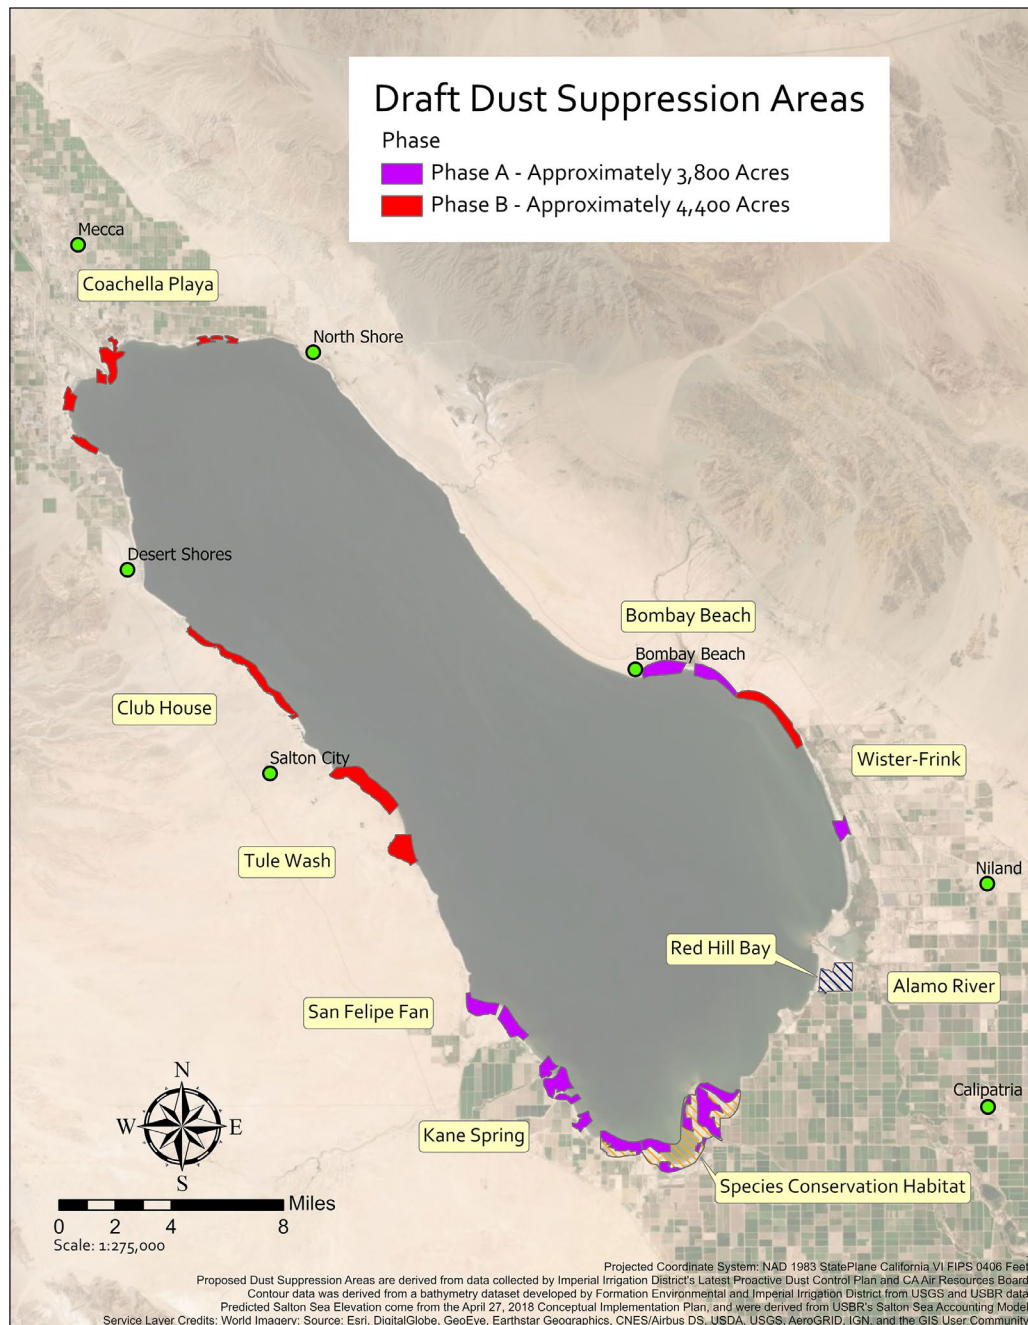 Draft Dust Suppression Areas
Phase
Phase A - Approximately 3,800 Acres
Phase B - Approximately 4,400 Acres
Mecca
Coachella Playa
North Shore
Desert Shores
Bombay Beach
Bombay Beach
Club House
Salton City
Wister-Frink
Tule Wash
Niland
Red Hill Bay
Alamo River
San Felipe Fan
N
W
E
S
Calipatria
Kane Spring
Species Conservation Habitat
Miles
0 2 4 8
Scale: 1:275,000
Projected Coordinate System: NAD 1983 StatePlane California VI FIPS 0406 Feet
Proposed Dust Suppression Areas are derived from data collected by Imperial Irrigation District's Latest Proactive Dust Control Plan and CA Air Resources Board
Contour data was derived from a bathymetry dataset developed by Formation Environmental and Imperial Irrigation District from USGS and USBR data
Predicted Salton Sea Elevation come from the April 27, 2018 Conceptual Implementation Plan, and were derived from USBR's Salton Sea Accounting Model
Service Layer Credits: World Imagery: Source: Esri, DigitalGlobe, GeoEye, Earthstar Geographics, CNES/Airbus DS, USDA, USGS, AeroGRID, IGN, and the GIS User Community